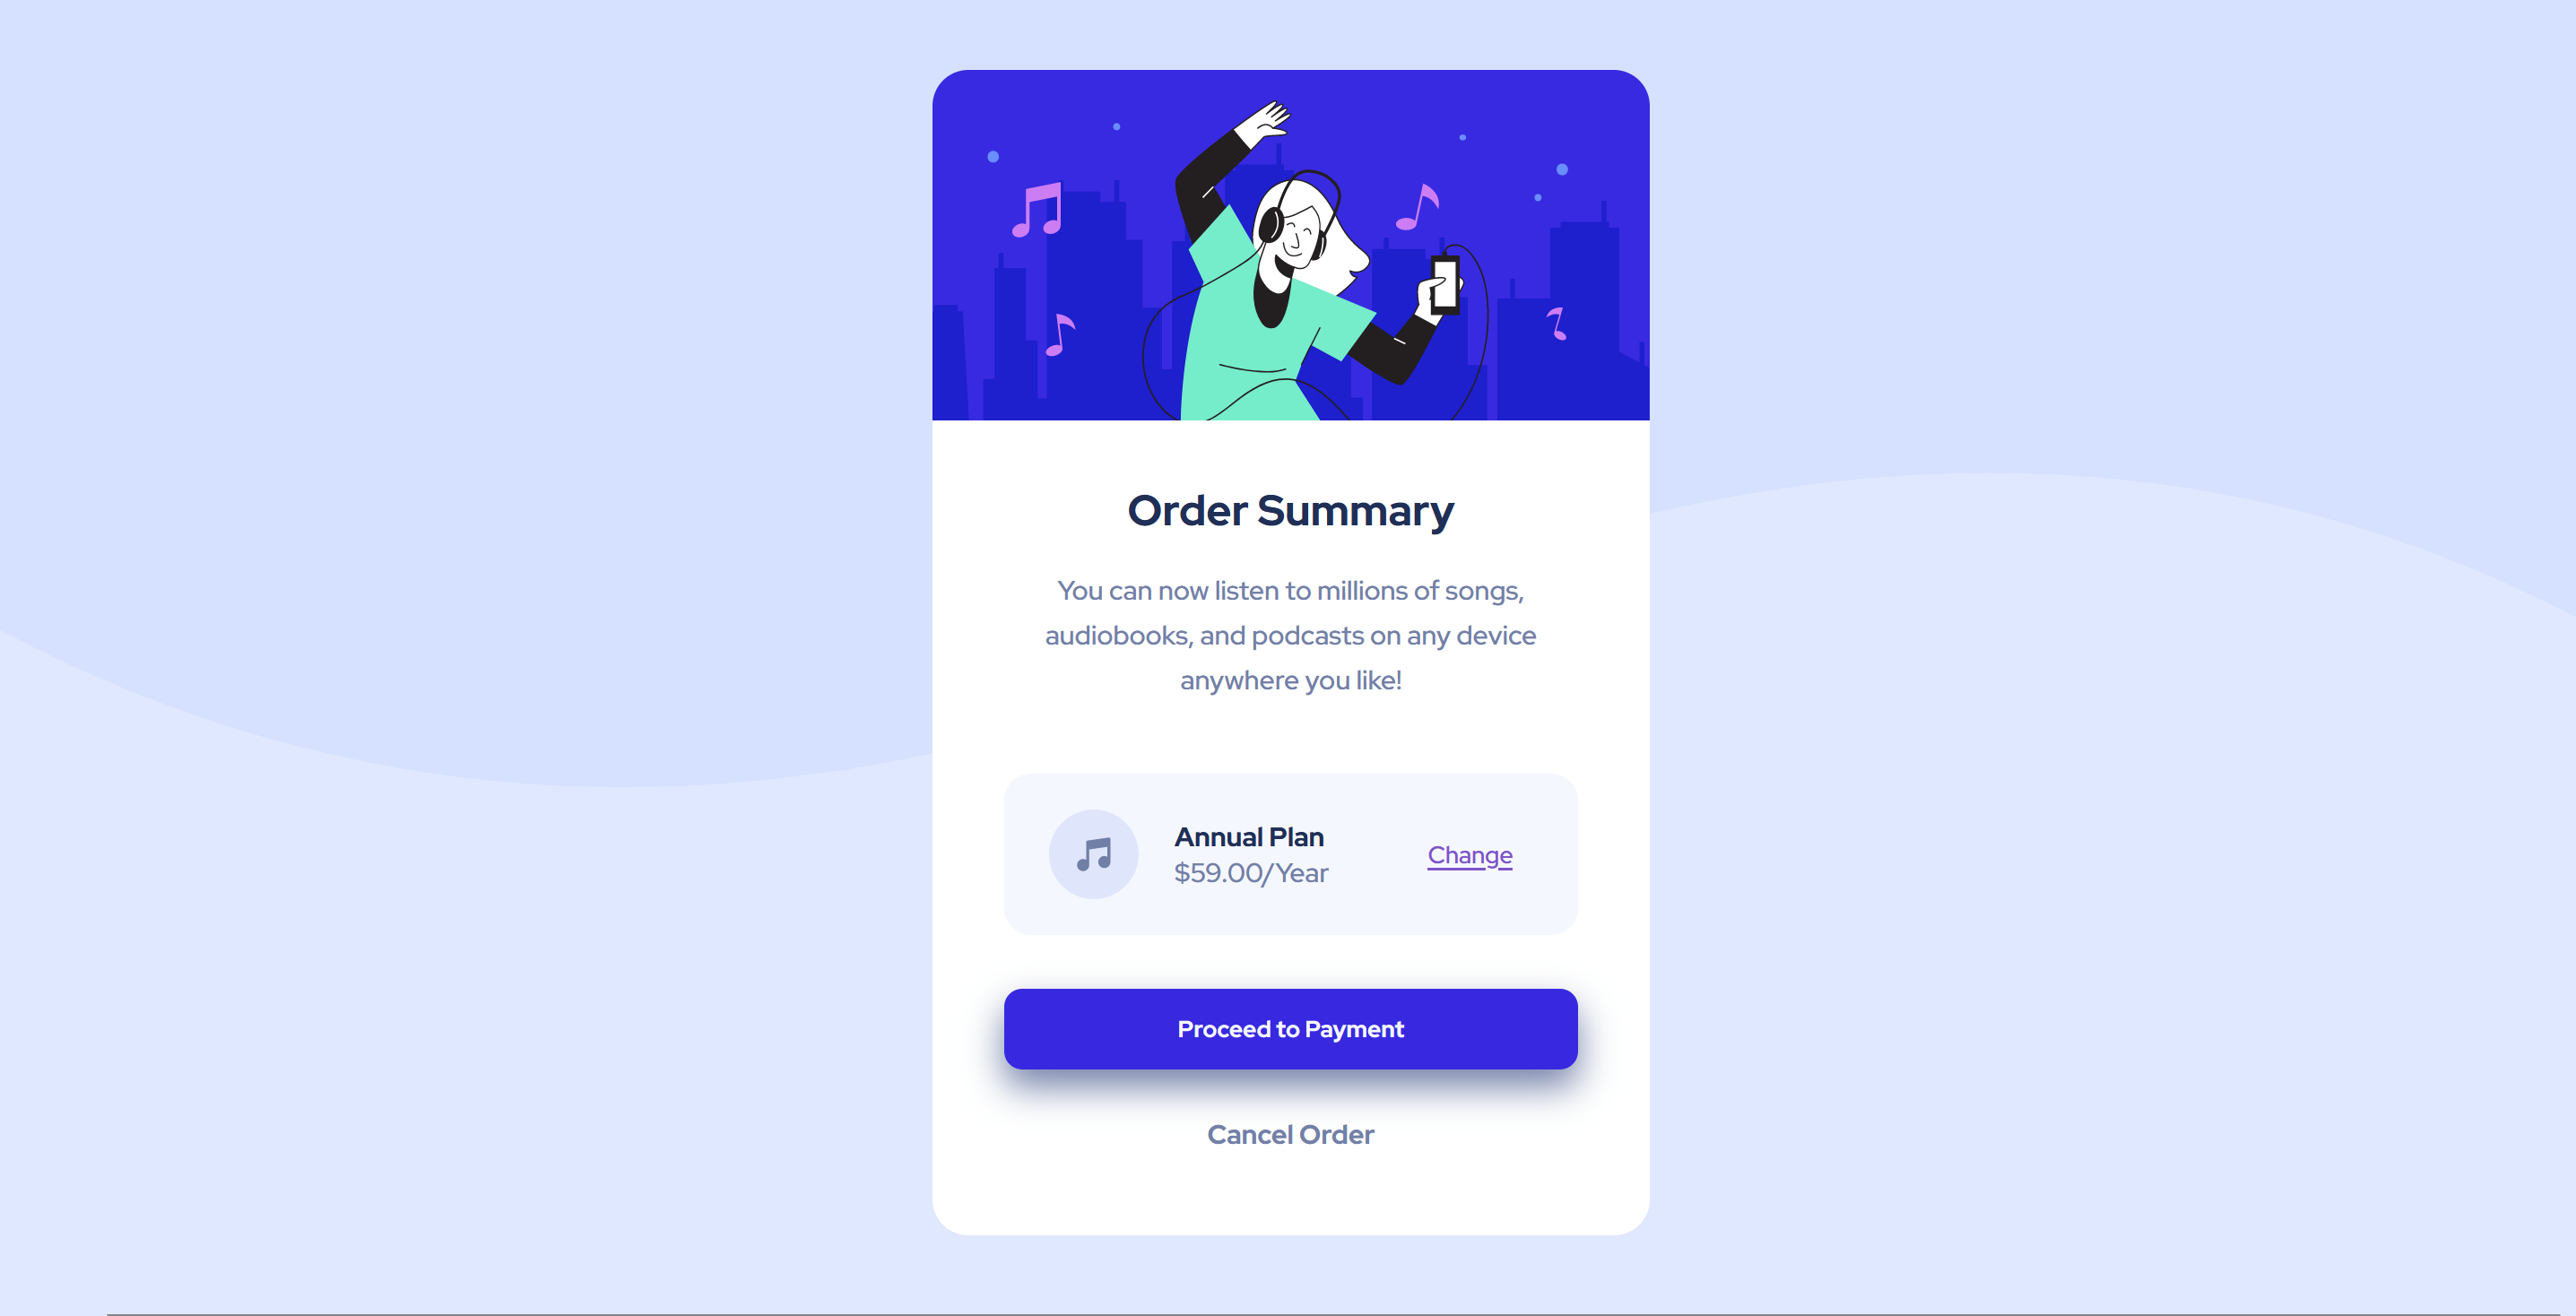 Order Summary
You can now listen to millions of songs,
audiobooks, and podcasts on any device
anywhere you like!
Annual Plan
$59.00/Year
Change
Proceed to Payment
Cancel Order